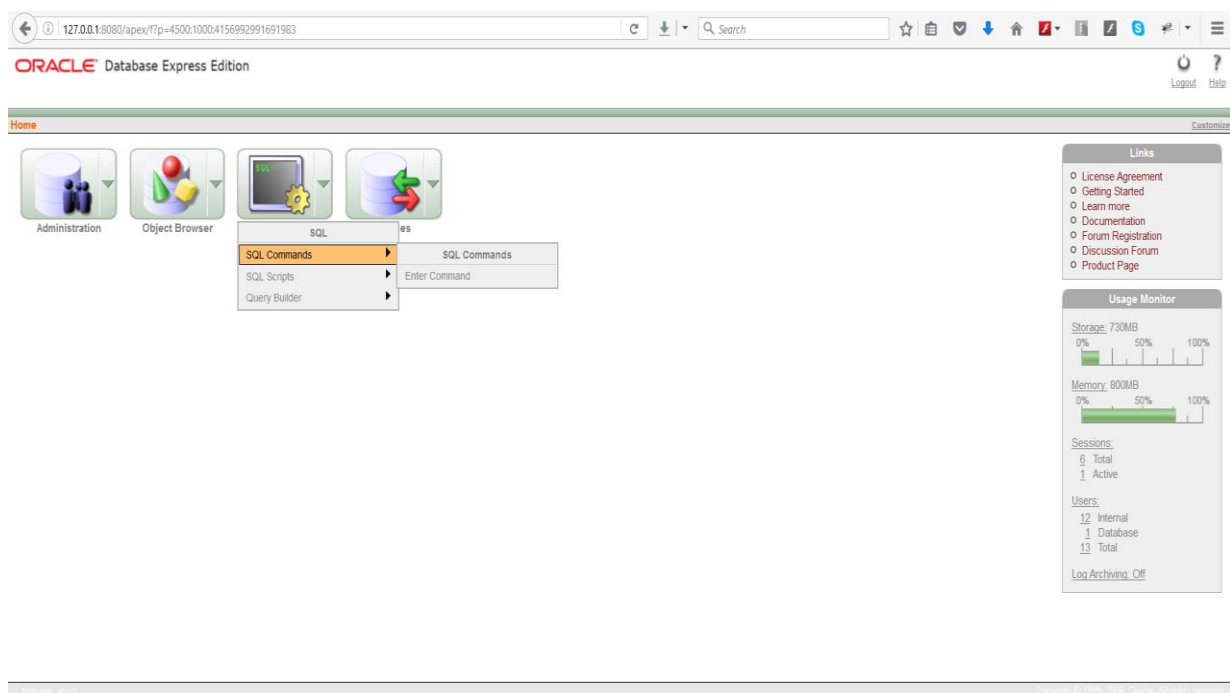 127.0.0.1:8080/apex/f?p=4500:1000:4156992991691983
Search
ORACLE Database Express Edition
Logout Help
Home
Customize
SQL
Administration
Object Browser
es
SQL
SQL Commands
SQL Scripts
Query Builder
SQL Commands
Enter Command
Links
License Agreement
Getting Started
Learn more
Documentation
Forum Registration
Discussion Forum
Product Page
Usage Monitor
Storage: 730MB
0% 50% 100%
Memory: 800MB
0% 50% 100%
Sessions:
6 Total
1 Active
Users:
12 Internal
1 Database
13 Total
Log Archiving: Off